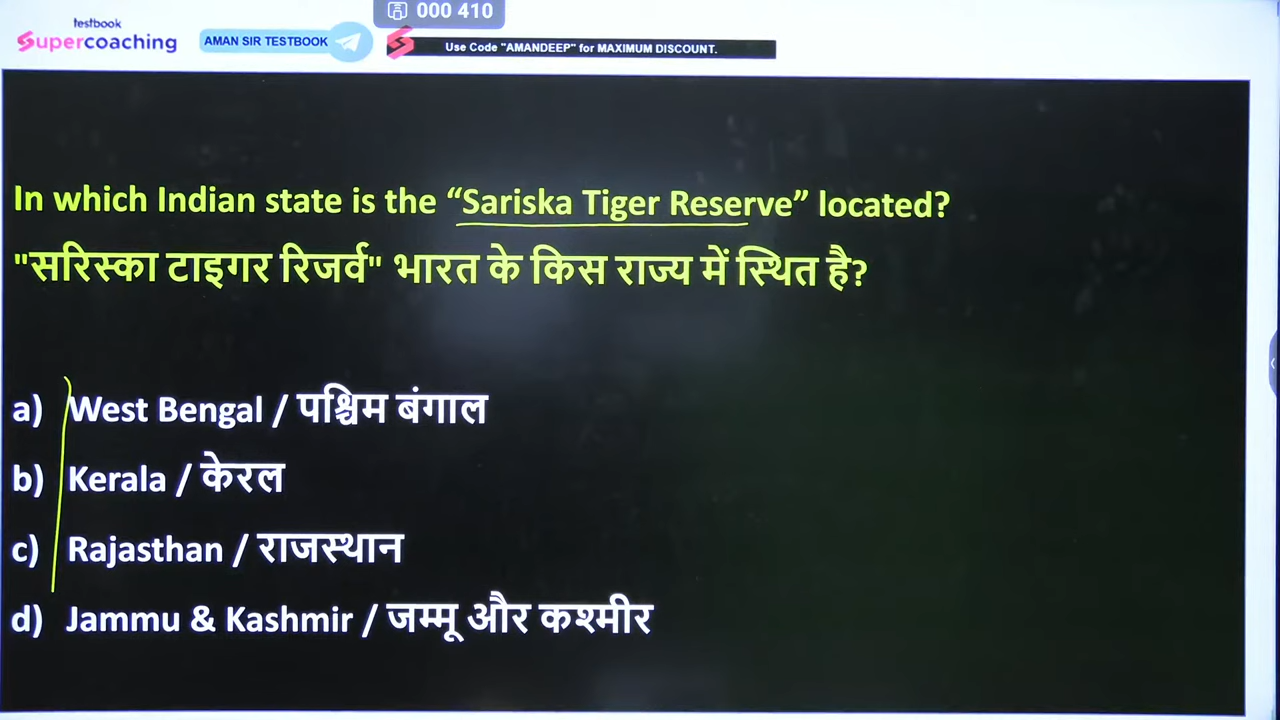 000 410
testbook
Supercoaching
AMAN SIR TESTBOOK
Use Code "AMANDEEP" for MAXIMUM DISCOUNT.
In which Indian state is the “Sariska Tiger Reserve” located?
"सरिस्का टाइगर रिजर्व" भारत के किस राज्य में स्थित है?
a) West Bengal / पश्चिम बंगाल
b) Kerala / केरल
c) Rajasthan / राजस्थान
d) Jammu & Kashmir / जम्मू और कश्मीर